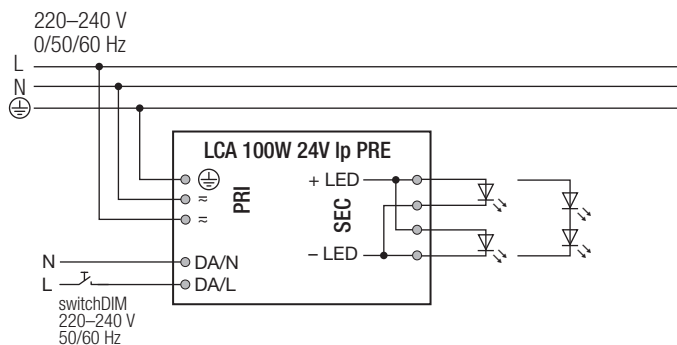 220–240 V
0/50/60 Hz
L
N
LCA 100W 24V lp PRE
PRI
≂
≂
SEC
+ LED
– LED
N
DA/N
L
DA/L
switchDIM
220–240 V
50/60 Hz